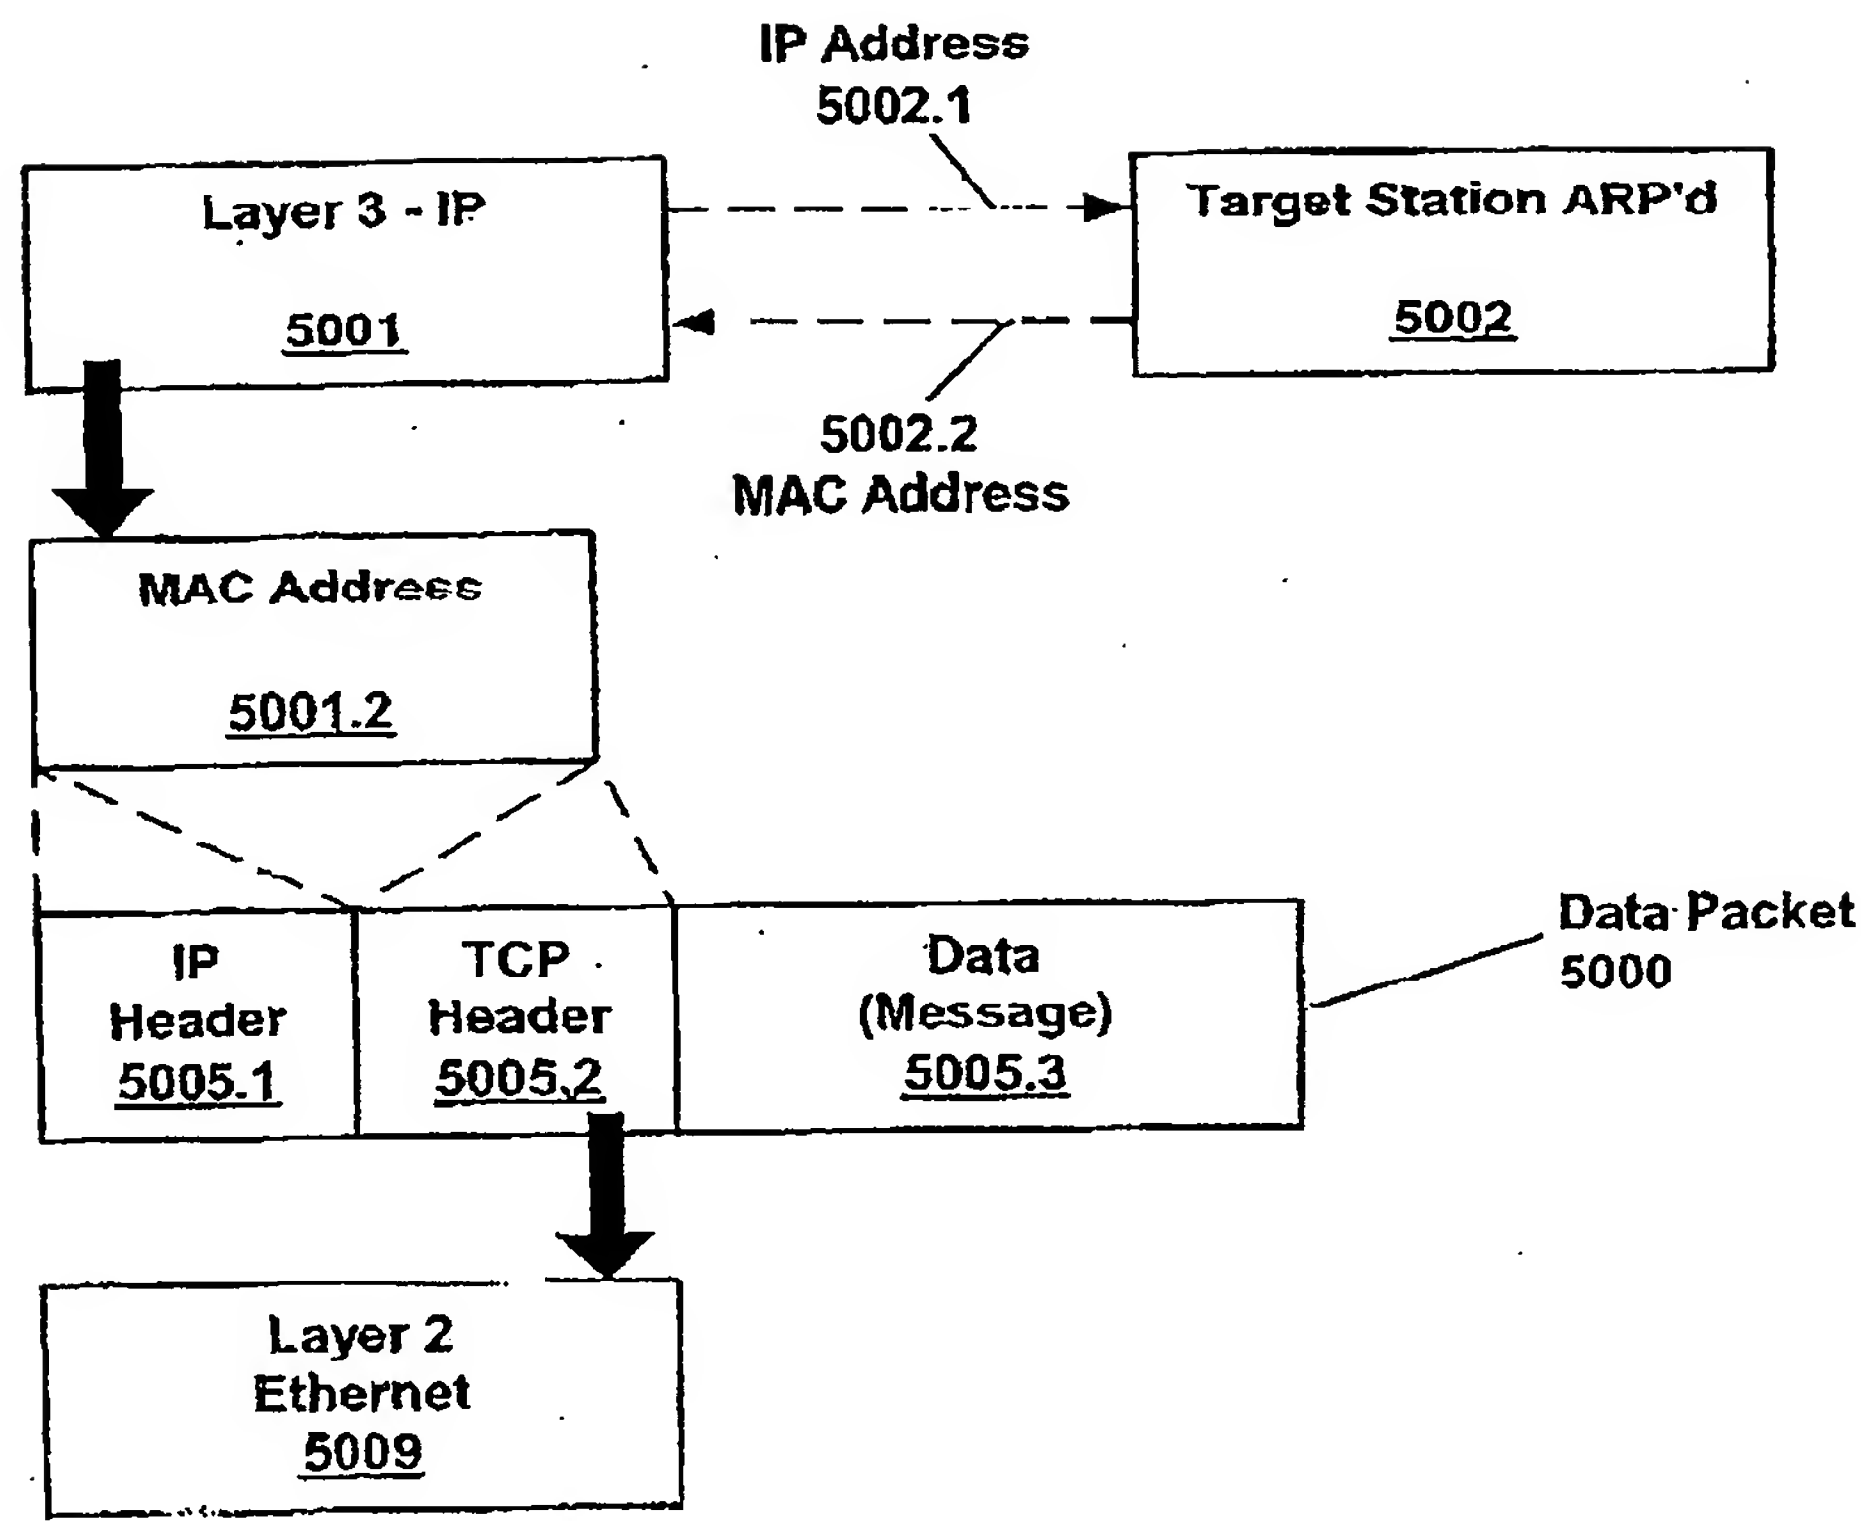 IP Address
5002.1
Layer 3 - IP
5001
Target Station ARP'd
5002
5002.2
MAC Address
MAC Address
5001.2
IP
Header
5005.1
TCP
Header
5005.2
Data
(Message)
5005.3
Data Packet
5000
Layer 2
Ethernet
5009